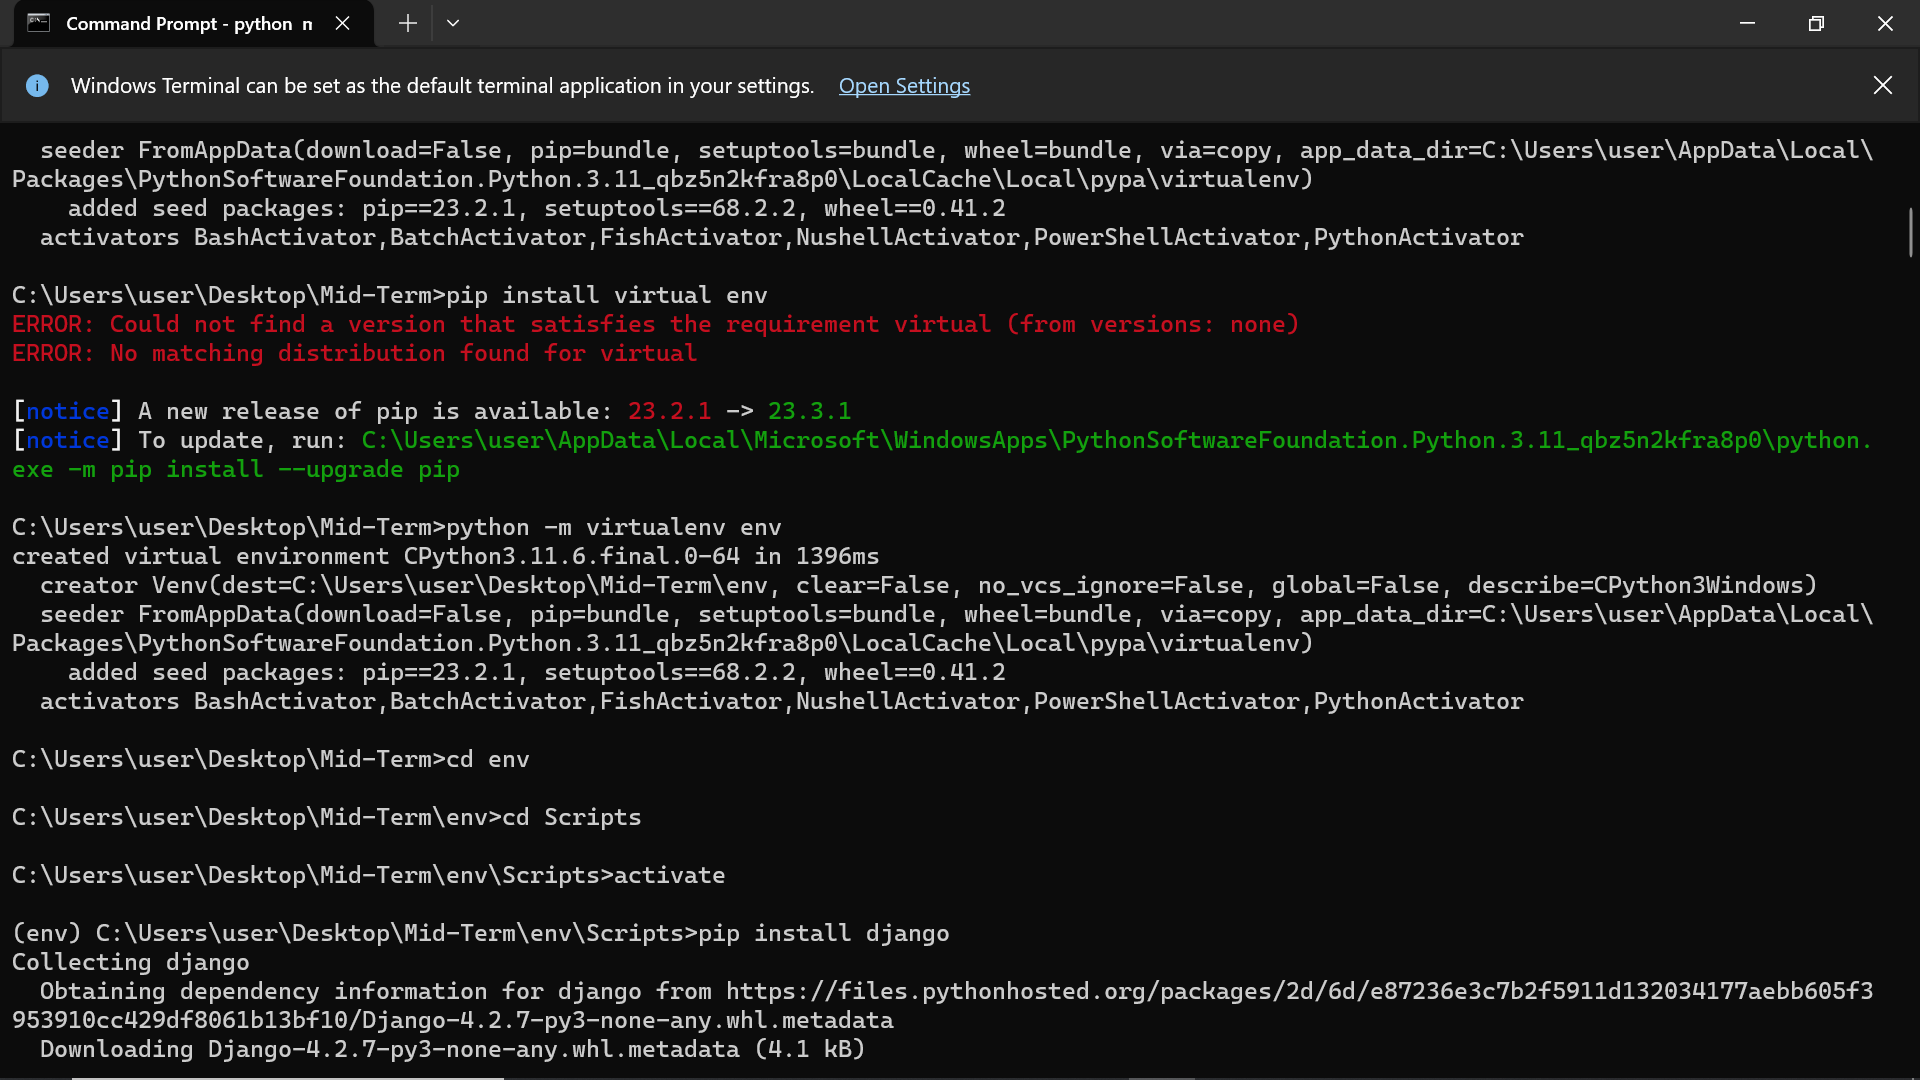 Command Prompt - python n
Windows Terminal can be set as the default terminal application in your settings. Open Settings
seeder FromAppData(download=False, pip=bundle, setuptools=bundle, wheel=bundle, via=copy, app_data_dir=C:\Users\user\AppData\Local\
Packages\PythonSoftwareFoundation.Python.3.11_qbz5n2kfra8p0\LocalCache\Local\pypa\virtualenv)
added seed packages: pip==23.2.1, setuptools==68.2.2, wheel==0.41.2
activators BashActivator,BatchActivator,FishActivator,NushellActivator,PowerShellActivator,PythonActivator
C:\Users\user\Desktop\Mid-Term>pip install virtual env
ERROR: Could not find a version that satisfies the requirement virtual (from versions: none)
ERROR: No matching distribution found for virtual
[notice] A new release of pip is available: 23.2.1 -> 23.3.1
[notice] To update, run: C:\Users\user\AppData\Local\Microsoft\WindowsApps\PythonSoftwareFoundation.Python.3.11_qbz5n2kfra8p0\python.
exe -m pip install --upgrade pip
C:\Users\user\Desktop\Mid-Term>python -m virtualenv env
created virtual environment CPython3.11.6.final.0-64 in 1396ms
creator Venv(dest=C:\Users\user\Desktop\Mid-Term\env, clear=False, no_vcs_ignore=False, global=False, describe=CPython3Windows)
seeder FromAppData(download=False, pip=bundle, setuptools=bundle, wheel=bundle, via=copy, app_data_dir=C:\Users\user\AppData\Local\
Packages\PythonSoftwareFoundation.Python.3.11_qbz5n2kfra8p0\LocalCache\Local\pypa\virtualenv)
added seed packages: pip==23.2.1, setuptools==68.2.2, wheel==0.41.2
activators BashActivator,BatchActivator,FishActivator,NushellActivator,PowerShellActivator,PythonActivator
C:\Users\user\Desktop\Mid-Term>cd env
C:\Users\user\Desktop\Mid-Term\env>cd Scripts
C:\Users\user\Desktop\Mid-Term\env\Scripts>activate
(env) C:\Users\user\Desktop\Mid-Term\env\Scripts>pip install django
Collecting django
Obtaining dependency information for django from https://files.pythonhosted.org/packages/2d/6d/e87236e3c7b2f5911d132034177aebb605f3
953910cc429df8061b13bf10/Django-4.2.7-py3-none-any.whl.metadata
Downloading Django-4.2.7-py3-none-any.whl.metadata (4.1 kB)